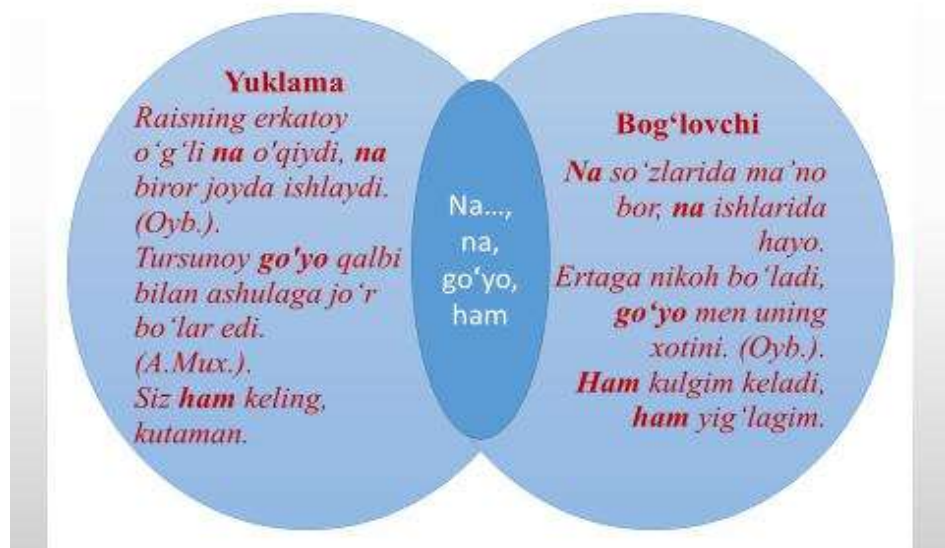 Yuklama
Raisning erkatoy
o‘g‘li na o'qiydi, na
biror joyda ishlaydi.
(Oyb.).
Tursunoy go'yo qalbi
bilan ashulaga jo‘r
bo‘lar edi.
(A.Mux.).
Siz ham keling,
kutaman.
Na...,
na,
go‘yo,
ham
Bog‘lovchi
Na so‘zlarida ma’no
bor, na ishlarida
hayo.
Ertaga nikoh bo‘ladi,
go‘yo men uning
xotini. (Oyb.).
Ham kulgim keladi,
ham yig‘lagim.